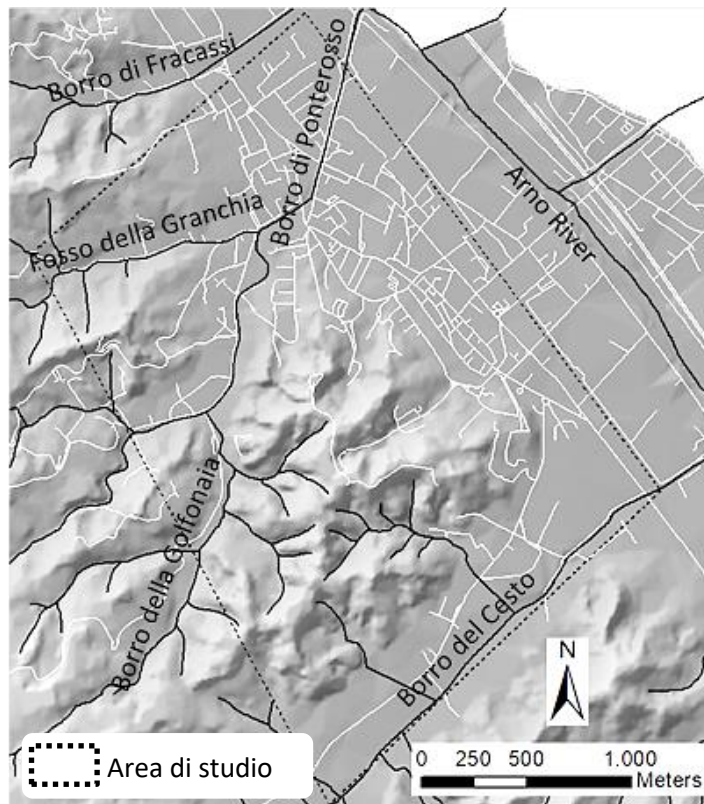 Borro di Fracassi
Borro di Ponterosso
Fosso della Granchia
Arno River
Borro della Golfonaia
Borro del Cesto
N
Area di studio
0 250 500 1.000
Meters